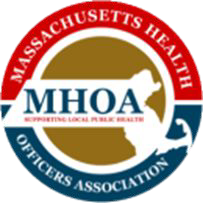 MASSACHUSETTS HEALTH
MHOA
SUPPORTING LOCAL PUBLIC HEALTH
OFFICERS ASSOCIATION